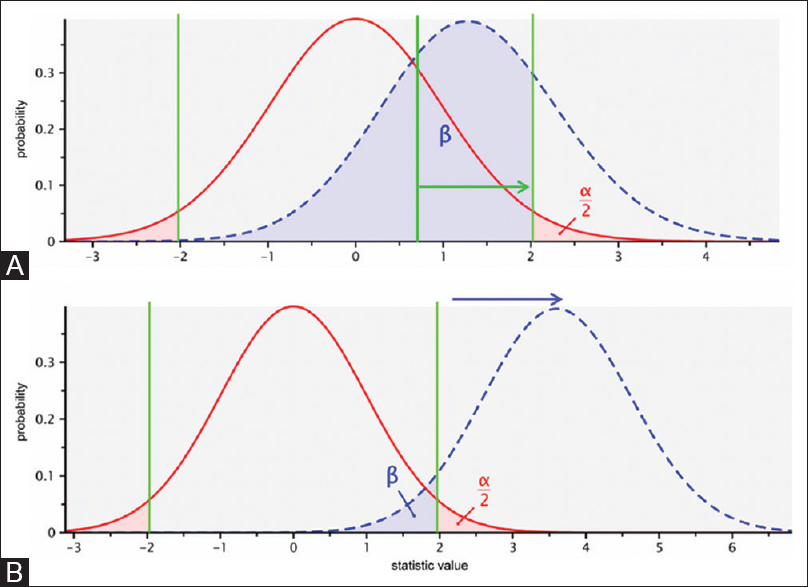 probability
0.3
0.2
0.1
0
β
α
2
-3 -2 -1 0 1 2 3 4
A
probability
0.3
0.2
0.1
0
β
α
2
-3 -2 -1 0 1 2 3 4 5 6
statistic value
B